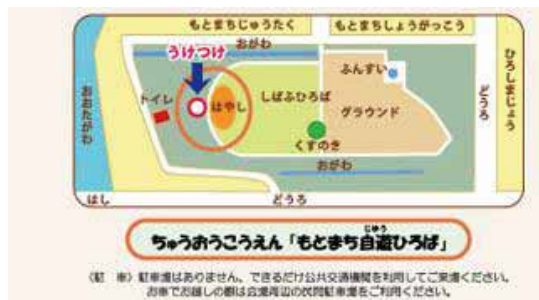 もとまちじゅうたく
もとまちしょうがっこう
おがわ
うけつけ
ふんすい
ひろしまじょう
おおたがわ
トイレ
はやし
しばふひろば
グラウンド
どうろ
くすのき
おがわ
はし
どうろ
じゆう
ちゅうおうこうえん「もとまち自遊ひろば」
〈駐 車〉駐車場はありません。できるだけ公共交通機関を利用してご来場ください。
お車でお越しの際は会場周辺の民間駐車場をご利用ください。